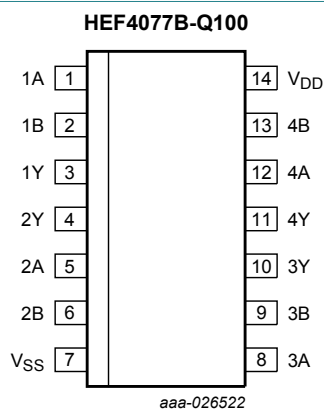 HEF4077B-Q100
1A 1 14 VDD
1B 2 13 4B
1Y 3 12 4A
2Y 4 11 4Y
2A 5 10 3Y
2B 6 9 3B
VSS 7 8 3A
aaa-026522